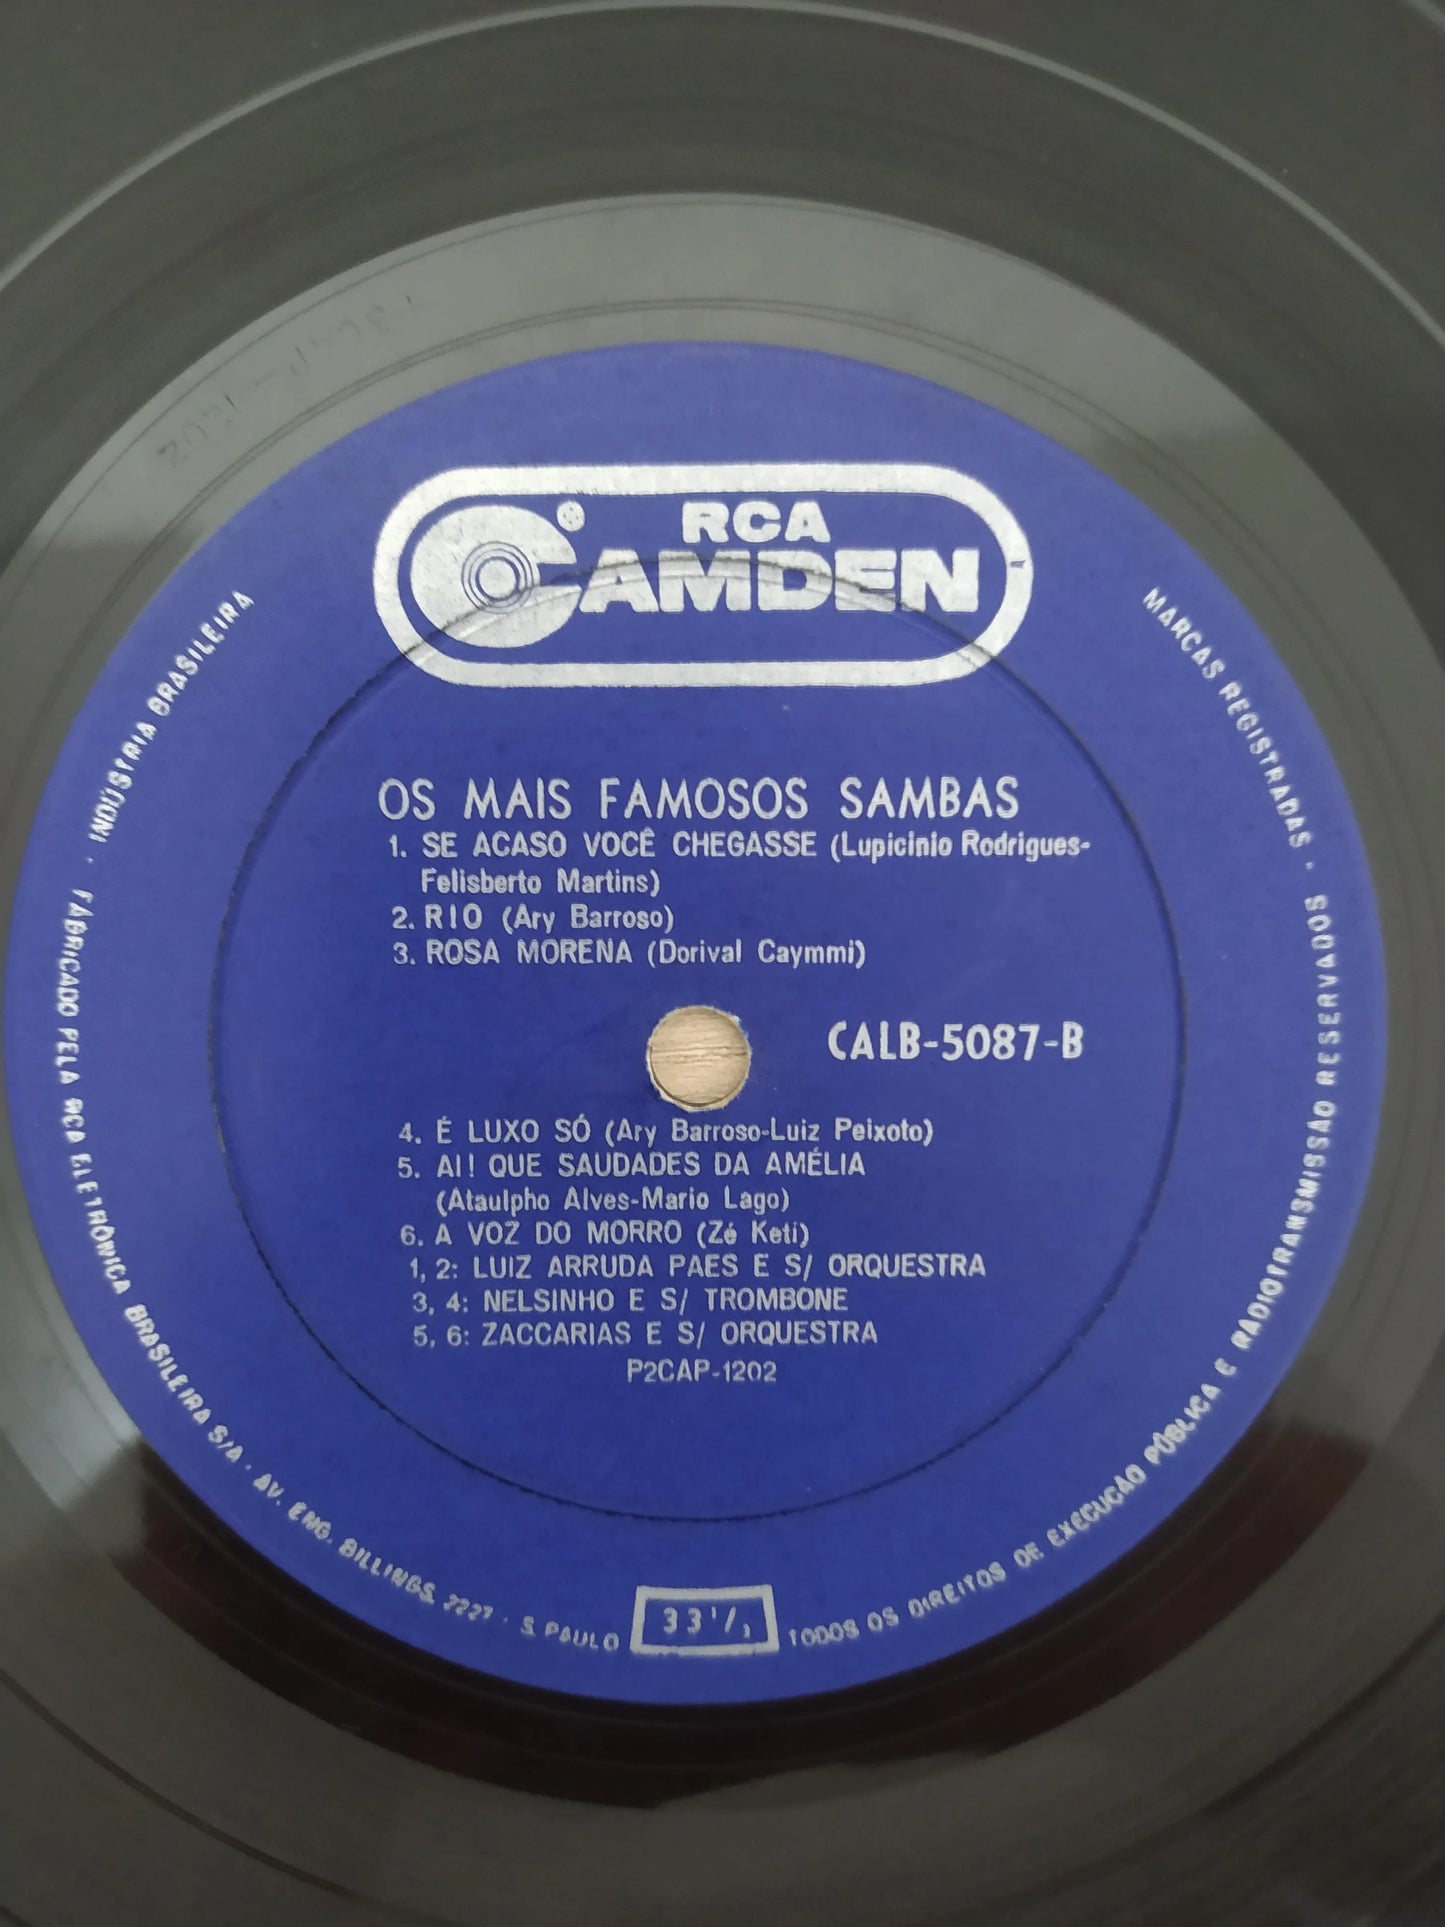 RCA
CAMDEN
OS MAIS FAMOSOS SAMBAS
1. SE ACASO VOCÊ CHEGASSE (Lupicínio Rodrigues-
Felisberto Martins)
2. RIO (Ary Barroso)
3. ROSA MORENA (Dorival Caymmi)
CALB-5087-B
4. É LUXO SÓ (Ary Barroso-Luiz Peixoto)
5. AI! QUE SAUDADES DA AMÉLIA
(Ataulpho Alves-Mario Lago)
6. A VOZ DO MORRO (Zé Keti)
1, 2: LUIZ ARRUDA PAES E S/ ORQUESTRA
3, 4: NELSINHO E S/ TROMBONE
5, 6: ZACCARIAS E S/ ORQUESTRA
P2CAP-1202
33 1/3
INDÚSTRIA BRASILEIRA · FABRICADO PELA RCA ELETRÔNICA BRASILEIRA S/A · AV. ENG. BILLINGS, 2227 · S. PAULO
TODOS OS DIREITOS DE EXECUÇÃO PÚBLICA E RADIOTRANSMISSÃO RESERVADOS · MARCAS REGISTRADAS